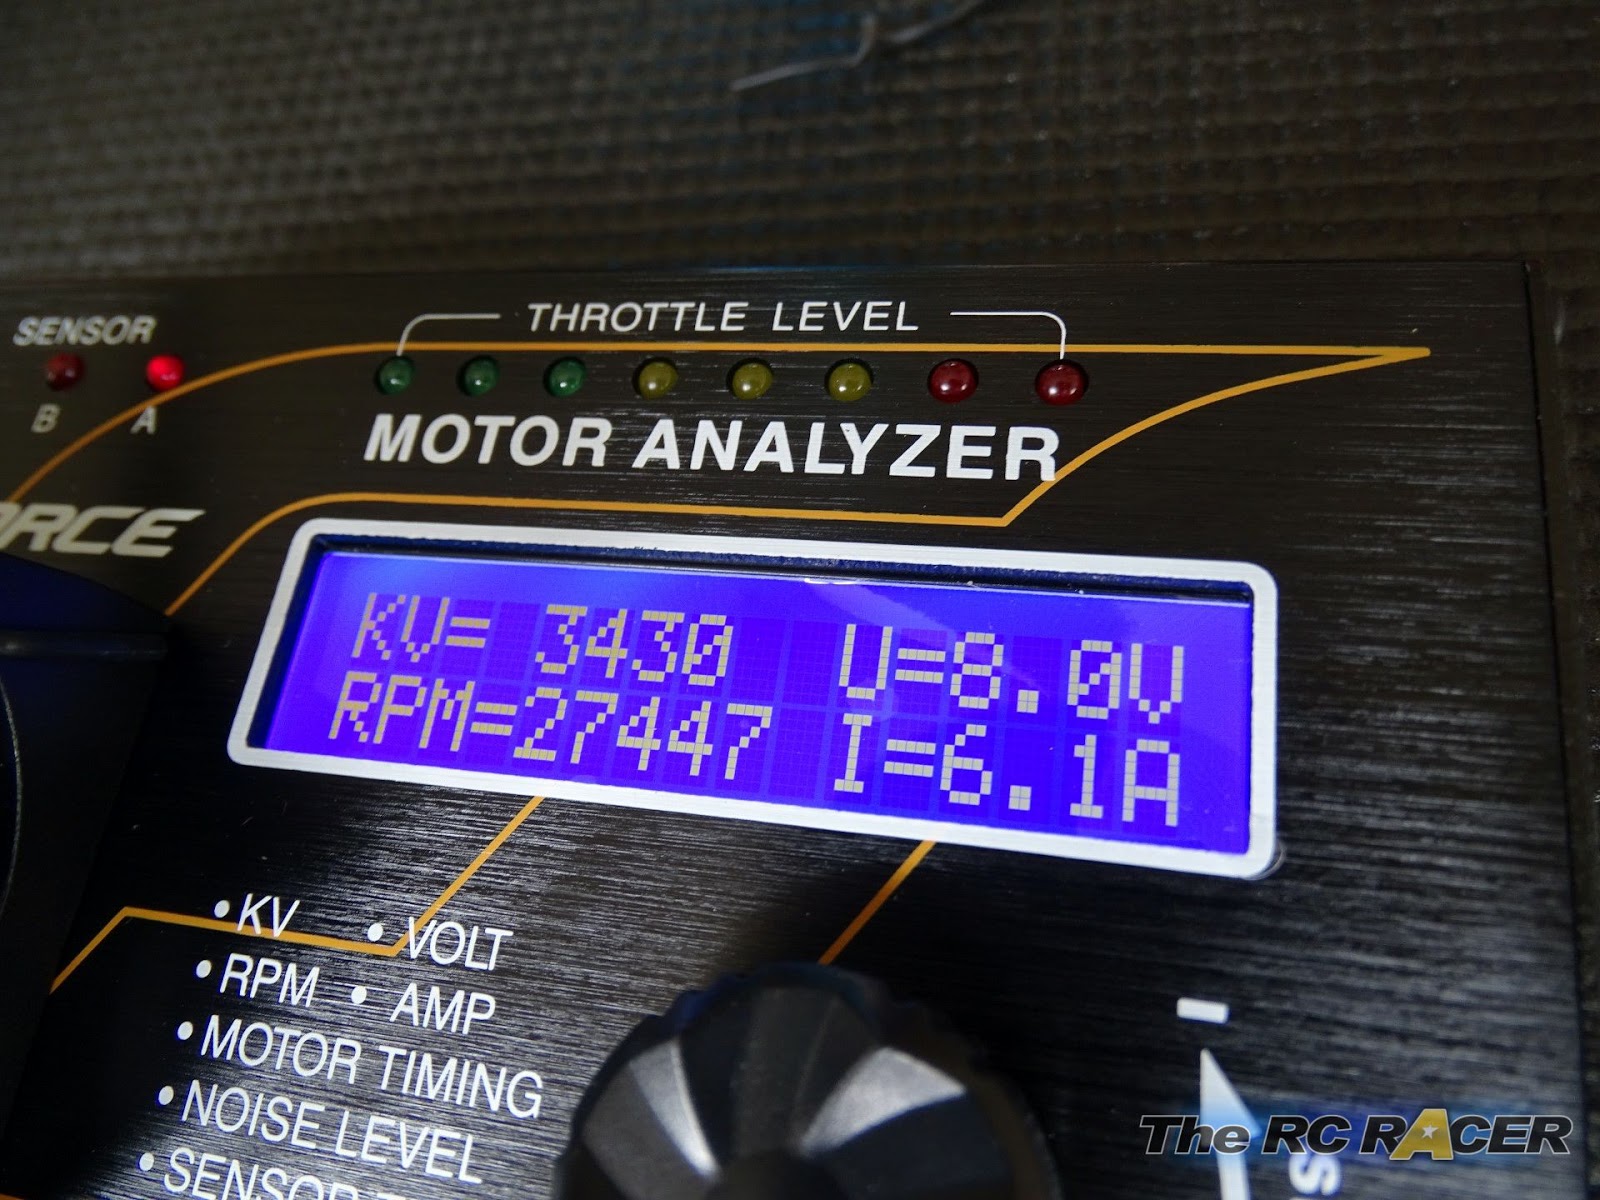 THROTTLE LEVEL
SENSOR
B A
MOTOR ANALYZER
KV= 3430 U=8.0V
RPM=27447 I=6.1A
• KV • VOLT
• RPM • AMP
• MOTOR TIMING
• NOISE LEVEL
• SENSOR
The RC RACER